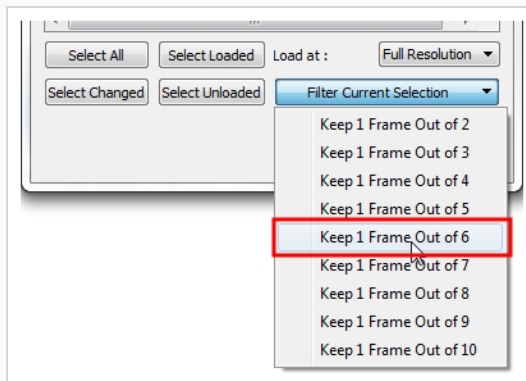 Select All Select Loaded Load at : Full Resolution
Select Changed Select Unloaded Filter Current Selection
Keep 1 Frame Out of 2
Keep 1 Frame Out of 3
Keep 1 Frame Out of 4
Keep 1 Frame Out of 5
Keep 1 Frame Out of 6
Keep 1 Frame Out of 7
Keep 1 Frame Out of 8
Keep 1 Frame Out of 9
Keep 1 Frame Out of 10